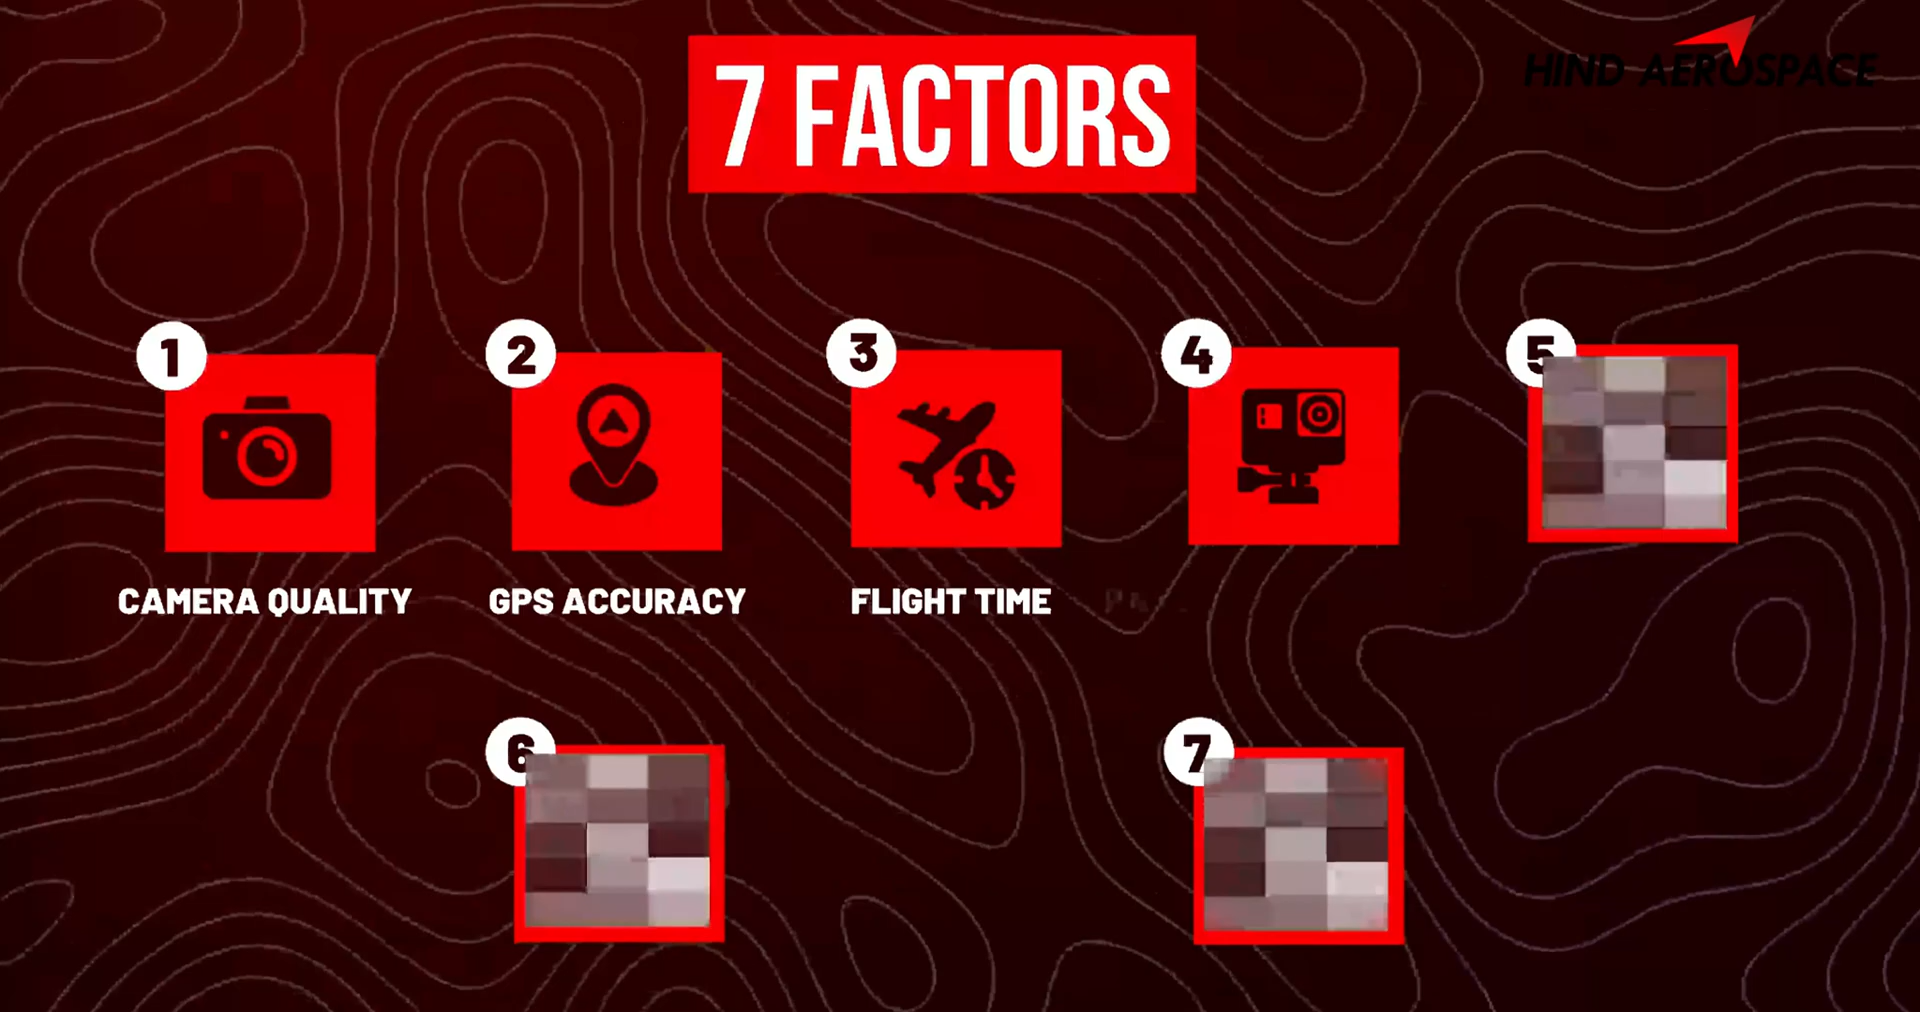 HIND AEROSPACE
7 FACTORS
1
2
3
4
5
CAMERA QUALITY
GPS ACCURACY
FLIGHT TIME
6
7